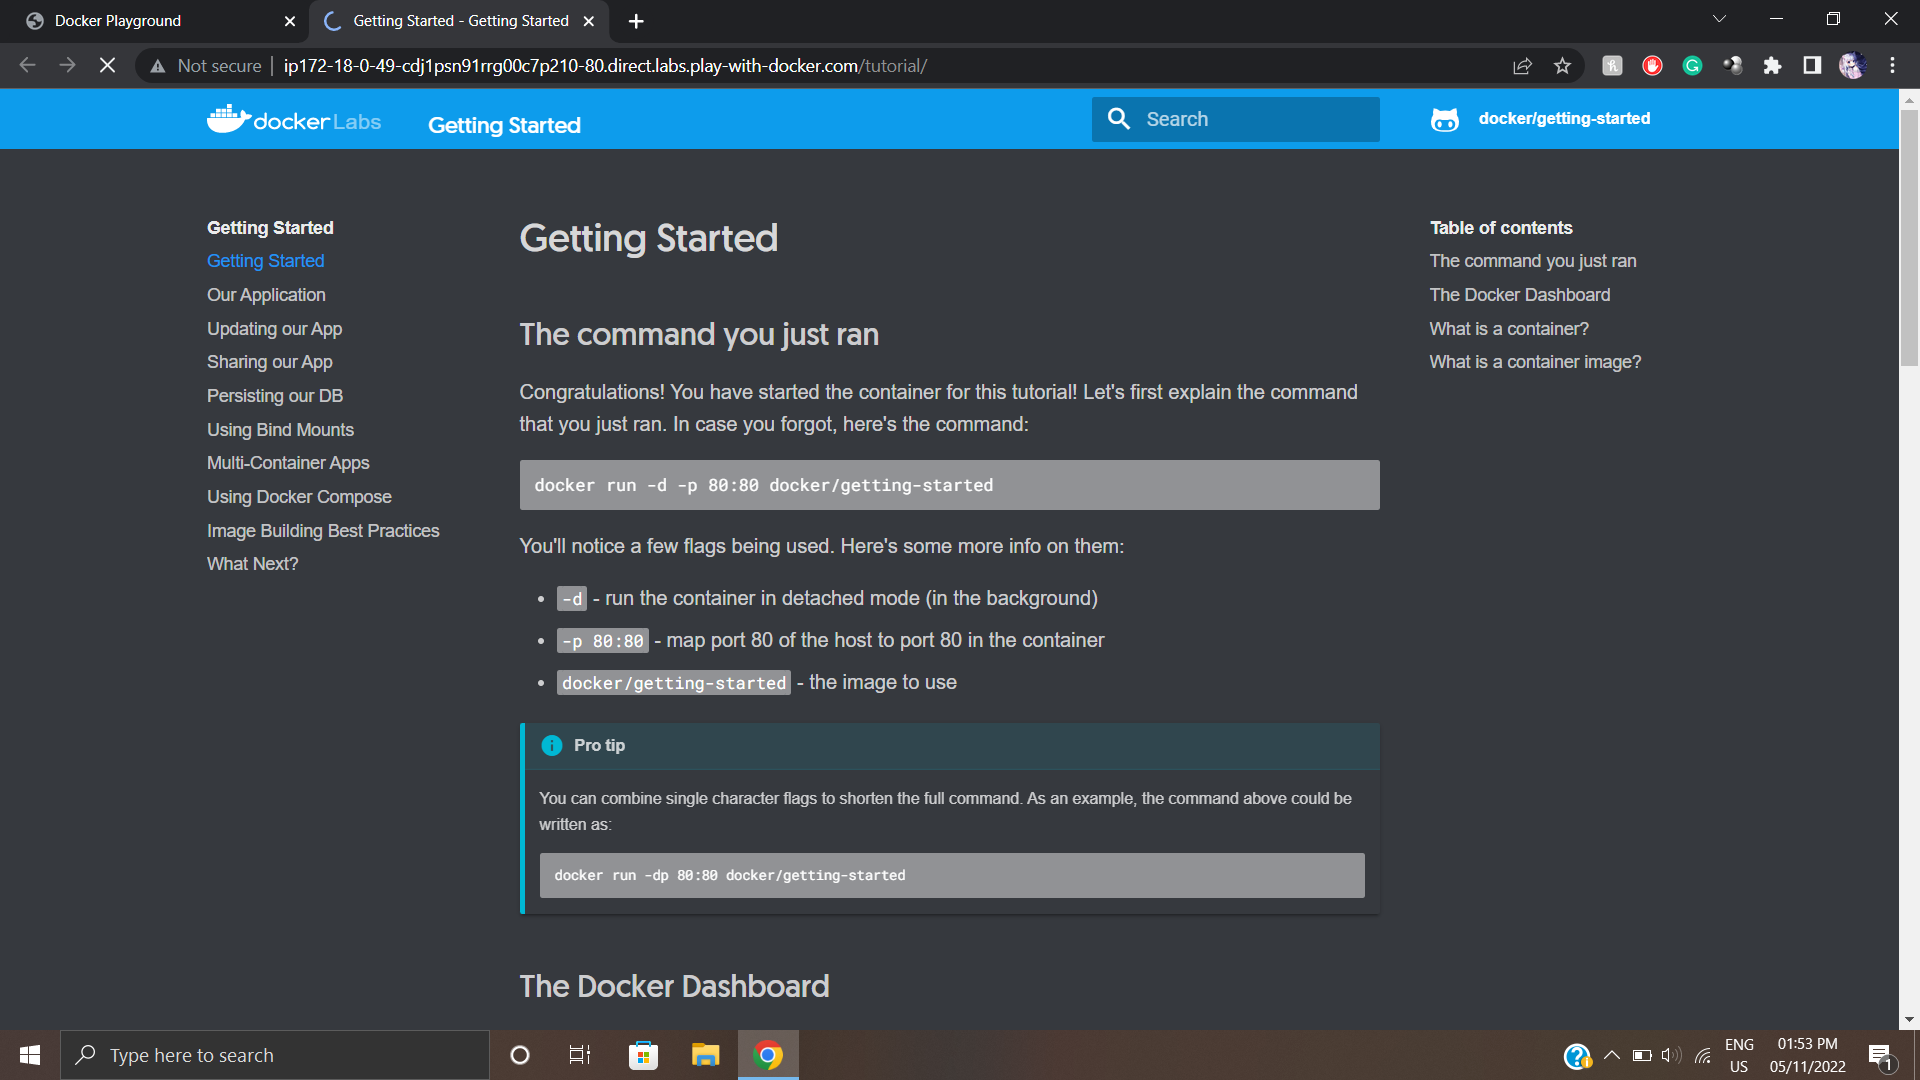 Docker Playground
Getting Started - Getting Started
Not secure
ip172-18-0-49-cdj1psn91rrg00c7p210-80.direct.labs.play-with-docker.com/tutorial/
docker Labs
Getting Started
Search
docker/getting-started
Getting Started
Getting Started
Our Application
Updating our App
Sharing our App
Persisting our DB
Using Bind Mounts
Multi-Container Apps
Using Docker Compose
Image Building Best Practices
What Next?
Getting Started
The command you just ran
Congratulations! You have started the container for this tutorial! Let's first explain the command
that you just ran. In case you forgot, here's the command:
docker run -d -p 80:80 docker/getting-started
You'll notice a few flags being used. Here's some more info on them:
• -d - run the container in detached mode (in the background)
• -p 80:80 - map port 80 of the host to port 80 in the container
• docker/getting-started - the image to use
Pro tip
You can combine single character flags to shorten the full command. As an example, the command above could be
written as:
docker run -dp 80:80 docker/getting-started
The Docker Dashboard
Table of contents
The command you just ran
The Docker Dashboard
What is a container?
What is a container image?
Type here to search
ENG
US
01:53 PM
05/11/2022
1